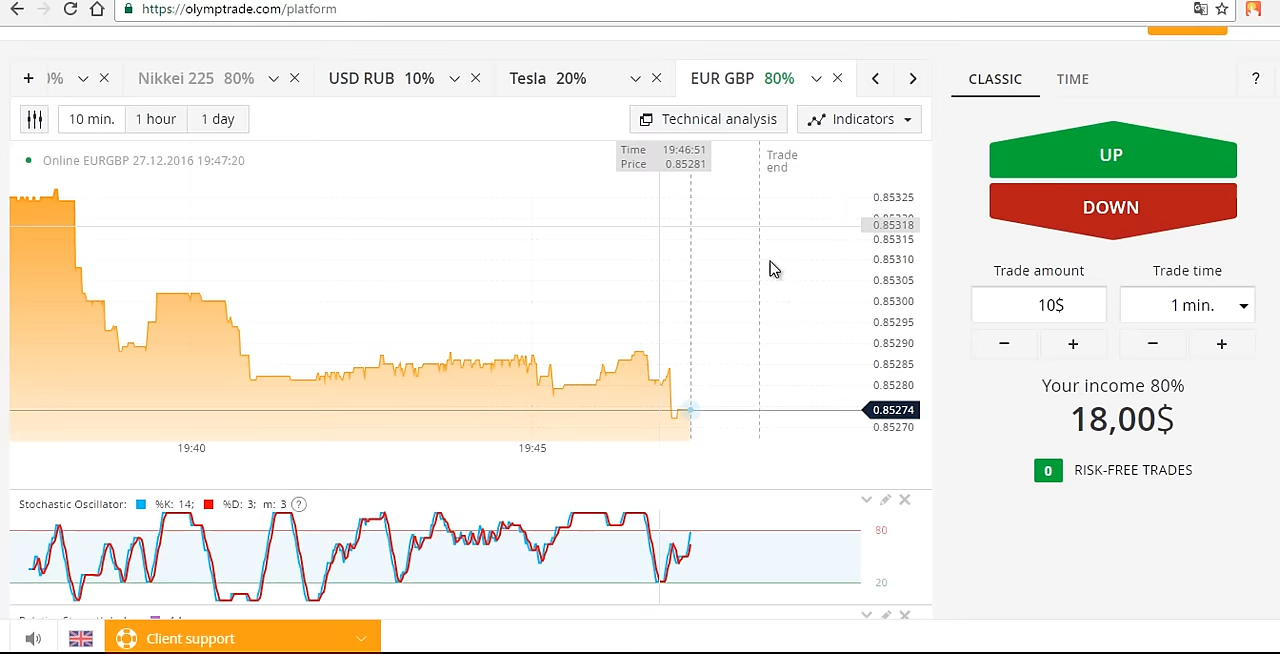 https://olymptrade.com/platform
+ 0% Nikkei 225 80% USD RUB 10% Tesla 20% EUR GBP 80%
CLASSIC TIME ?
10 min. 1 hour 1 day Technical analysis Indicators
Online EURGBP 27.12.2016 19:47:20
Time 19:46:51
Price 0.85281
Trade
end
0.85325
0.85320
0.85318
0.85315
0.85310
0.85305
0.85300
0.85295
0.85290
0.85285
0.85280
0.85274
0.85270
19:40 19:45
UP
DOWN
Trade amount Trade time
10$ 1 min.
− + − +
Your income 80%
18,00$
0 RISK-FREE TRADES
Stochastic Oscillator: %K: 14; %D: 3; m: 3 ?
80
20
Client support